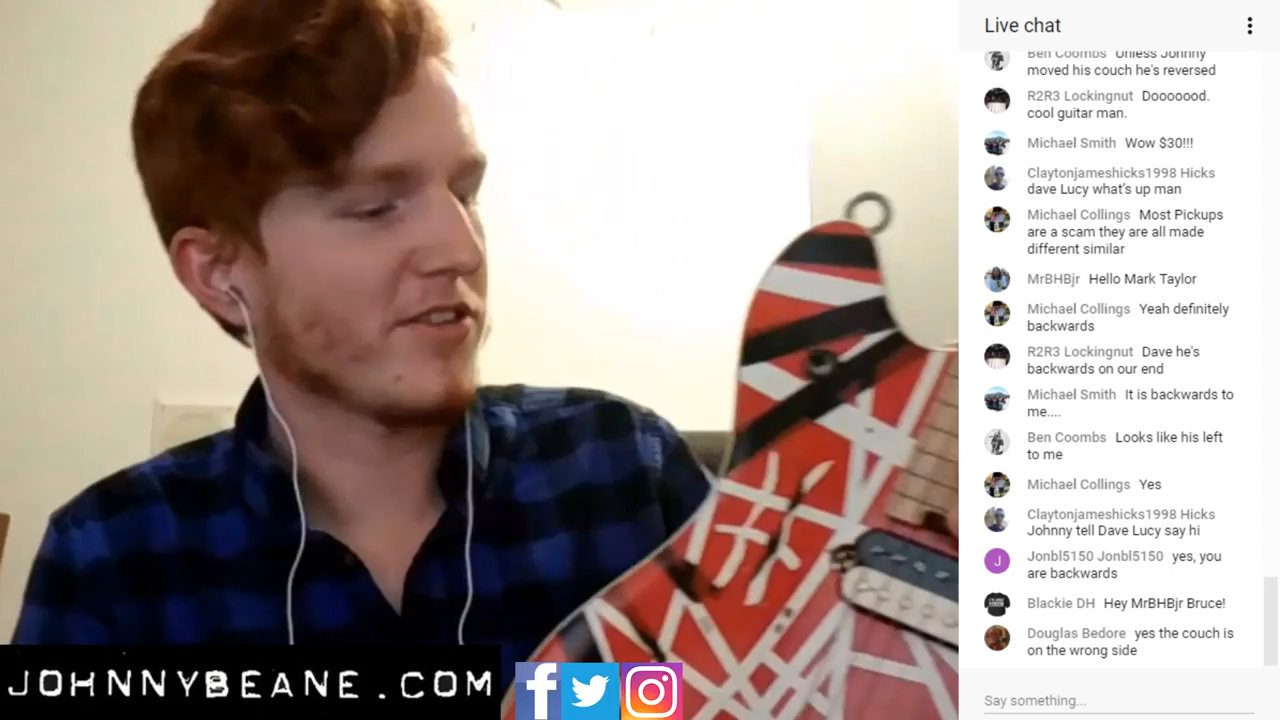 Live chat
Ben Coombs Unless Johnny
moved his couch he's reversed
R2R3 Lockingnut Dooooood.
cool guitar man.
Michael Smith Wow $30!!!
Claytonjameshicks1998 Hicks
dave Lucy what's up man
Michael Collings Most Pickups
are a scam they are all made
different similar
MrBHBjr Hello Mark Taylor
Michael Collings Yeah definitely
backwards
R2R3 Lockingnut Dave he's
backwards on our end
Michael Smith It is backwards to
me....
Ben Coombs Looks like his left
to me
Michael Collings Yes
Claytonjameshicks1998 Hicks
Johnny tell Dave Lucy say hi
J
Jonbl5150 Jonbl5150 yes, you
are backwards
Blackie DH Hey MrBHBjr Bruce!
Douglas Bedore yes the couch is
on the wrong side
Say something...
JOHNNYBEANE.COM
f